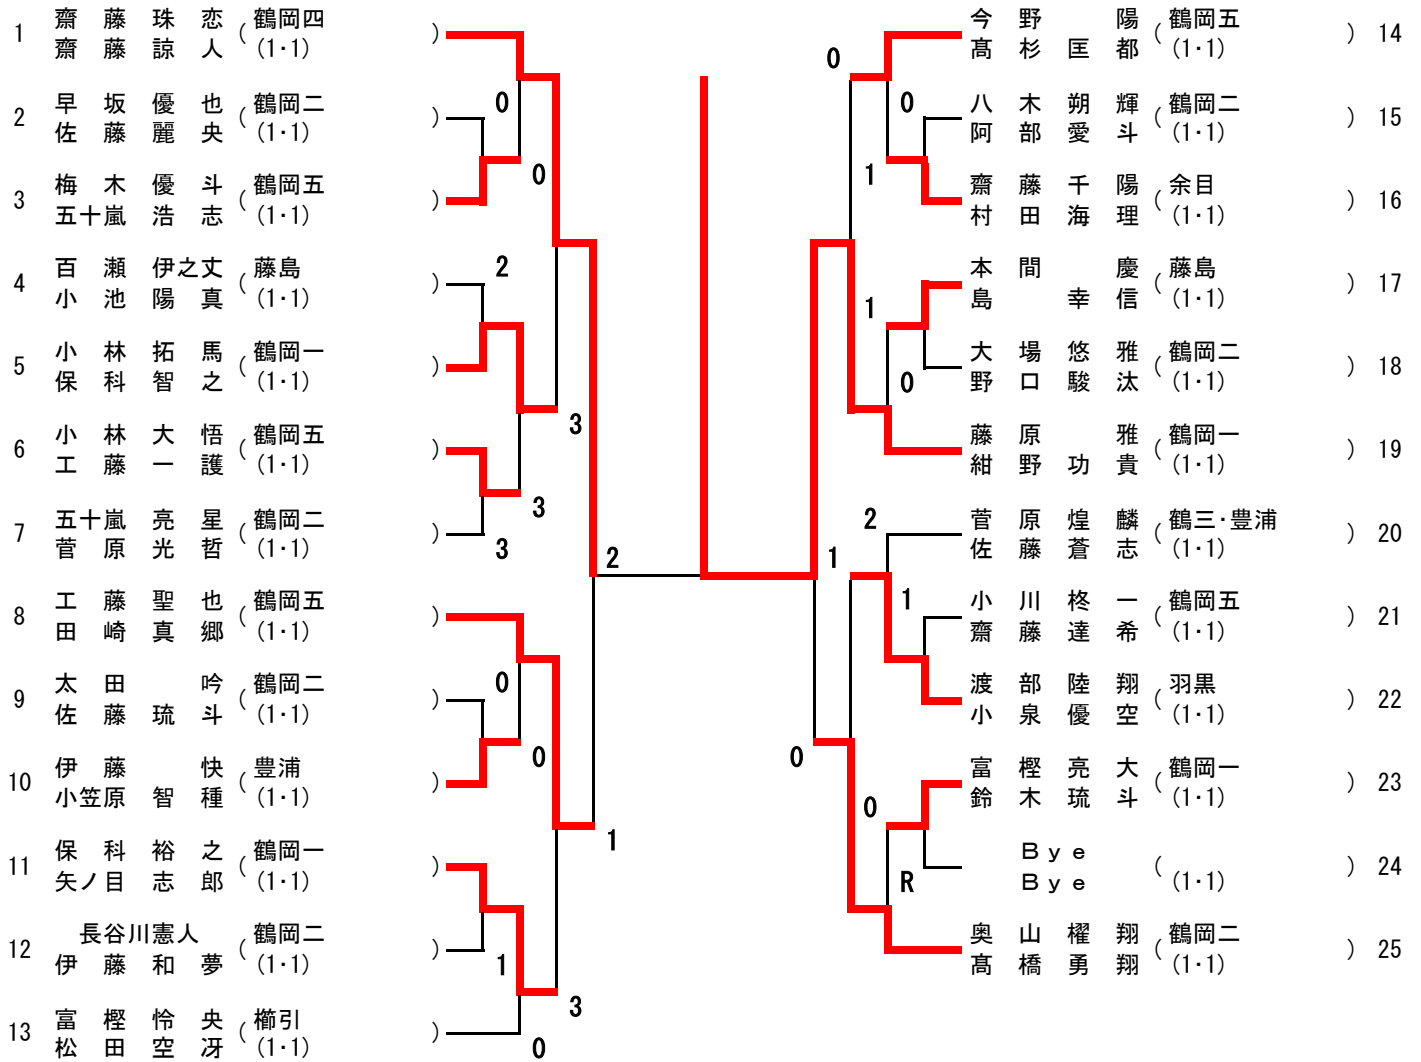 1 齋藤珠恋 (鶴岡四)
齋藤諒人 (1・1)
2 早坂優也 (鶴岡二)
佐藤麗央 (1・1)
3 梅木優斗 (鶴岡五)
五十嵐浩志 (1・1)
4 百瀬伊之丈 (藤島)
小池陽真 (1・1)
5 小林拓馬 (鶴岡一)
保科智之 (1・1)
6 小林大悟 (鶴岡五)
工藤一護 (1・1)
7 五十嵐亮星 (鶴岡二)
菅原光哲 (1・1)
8 工藤聖也 (鶴岡五)
田崎真郷 (1・1)
9 太田吟 (鶴岡二)
佐藤琉斗 (1・1)
10 伊藤快 (豊浦)
小笠原智種 (1・1)
11 保科裕之 (鶴岡一)
矢ノ目志郎 (1・1)
12 長谷川憲人 (鶴岡二)
伊藤和夢 (1・1)
13 富樫怜央 (櫛引)
松田空冴 (1・1)
0
0
2
3
3
3
2
0
0
1
1
3
0
0
0
1
1
0
2
1
1
0
0
R
今野陽 (鶴岡五) 14
髙杉匡都 (1・1)
八木朔輝 (鶴岡二) 15
阿部愛斗 (1・1)
齋藤千陽 (余目) 16
村田海理 (1・1)
本間慶 (藤島) 17
島幸信 (1・1)
大場悠雅 (鶴岡二) 18
野口駿汰 (1・1)
藤原雅 (鶴岡一) 19
紺野功貴 (1・1)
菅原煌麟 (鶴三・豊浦) 20
佐藤蒼志 (1・1)
小川柊一 (鶴岡五) 21
齋藤達希 (1・1)
渡部陸翔 (羽黒) 22
小泉優空 (1・1)
富樫亮大 (鶴岡一) 23
鈴木琉斗 (1・1)
Bye ( ) 24
Bye (1・1)
奥山櫂翔 (鶴岡二) 25
髙橋勇翔 (1・1)